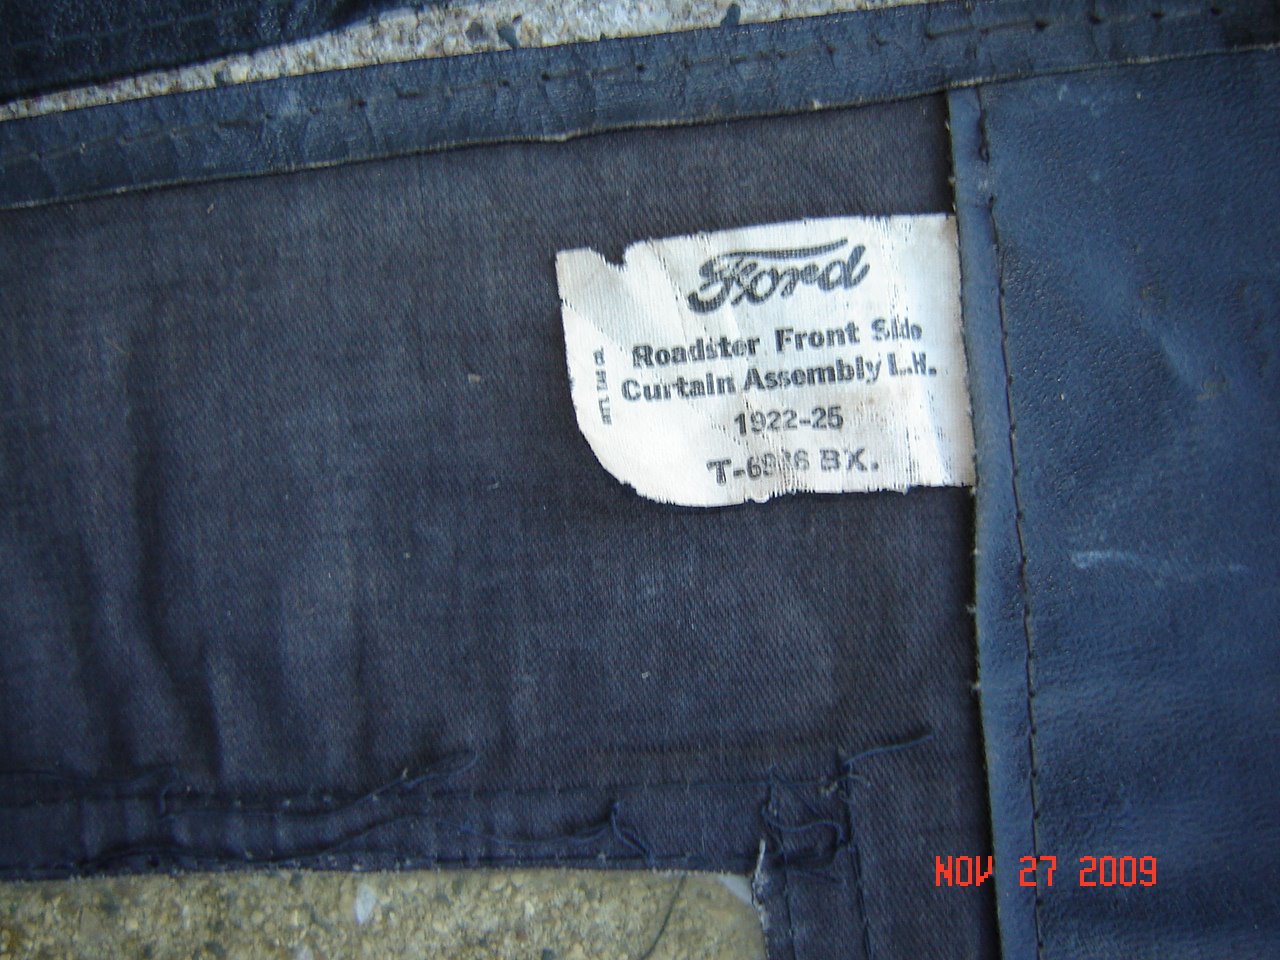 Ford
Roadster Front Side
Curtain Assembly L.H.
1922-25
BX.
NOV 27 2009